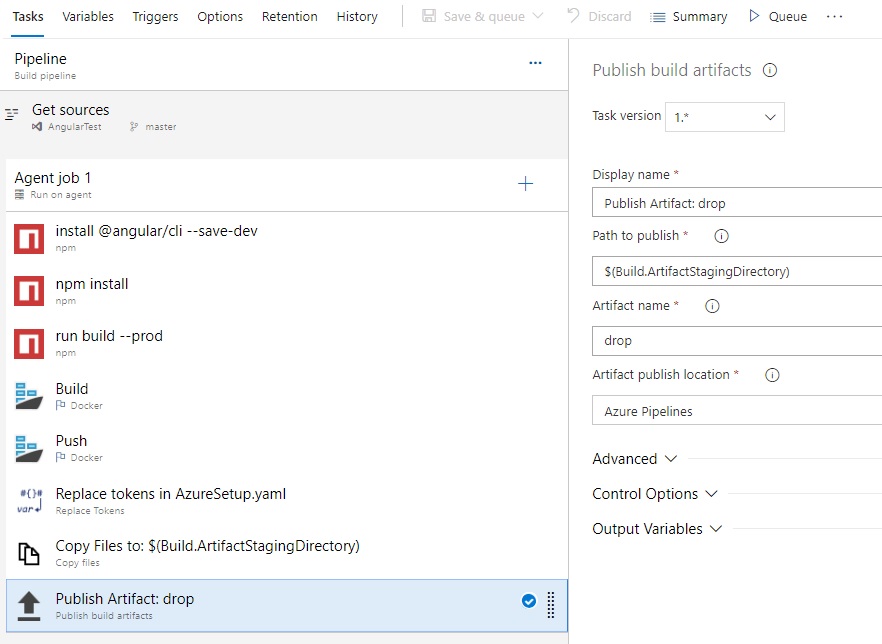 Tasks Variables Triggers Options Retention History Save & queue Discard Summary Queue ...
Pipeline ...
Build pipeline
Get sources
AngularTest master
Agent job 1 +
Run on agent
install @angular/cli --save-dev
npm
npm install
npm
run build --prod
npm
Build
Docker
Push
Docker
#{}#
var
Replace tokens in AzureSetup.yaml
Replace Tokens
Copy Files to: $(Build.ArtifactStagingDirectory)
Copy files
Publish Artifact: drop
Publish build artifacts
Publish build artifacts
Task version 1.*
Display name *
Publish Artifact: drop
Path to publish *
$(Build.ArtifactStagingDirectory)
Artifact name *
drop
Artifact publish location *
Azure Pipelines
Advanced
Control Options
Output Variables